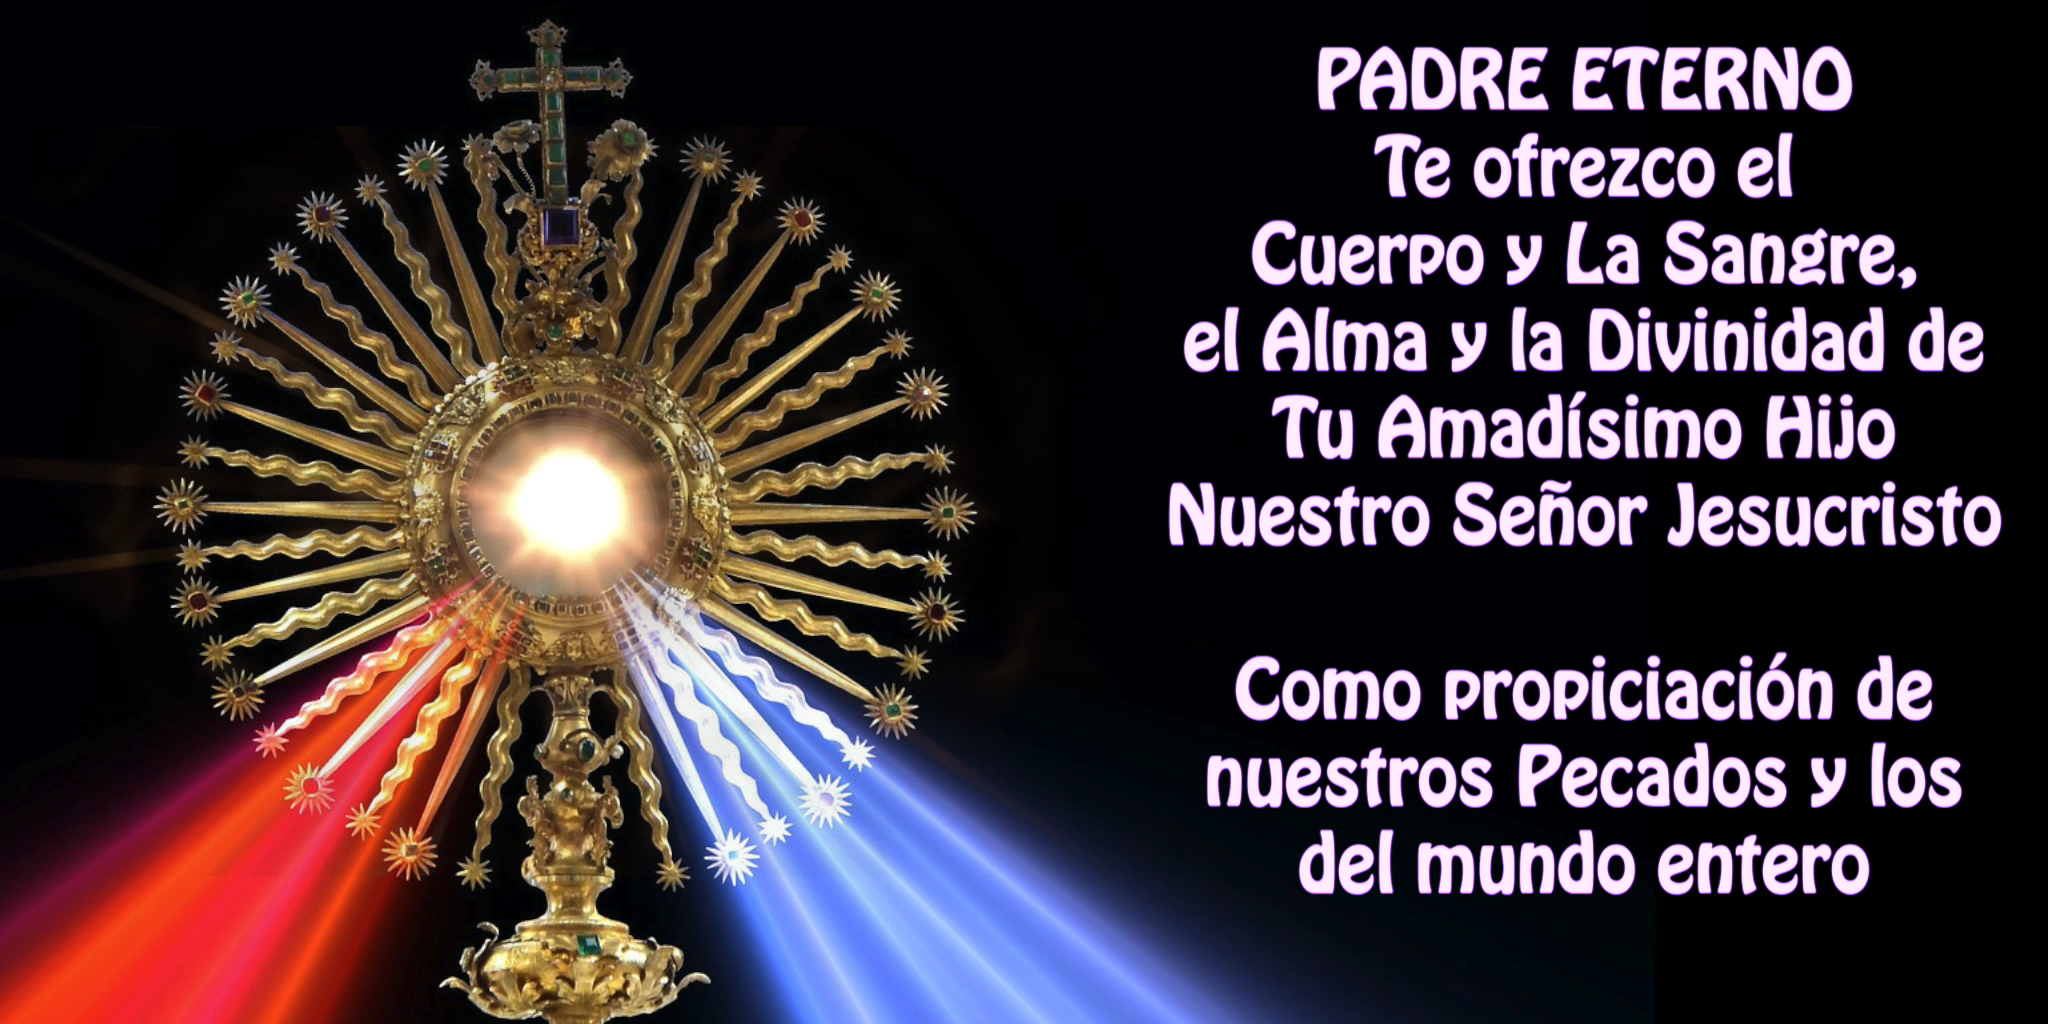 PADRE ETERNO
Te ofrezco el
Cuerpo y La Sangre,
el Alma y la Divinidad de
Tu Amadísimo Hijo
Nuestro Señor Jesucristo
Como propiciación de
nuestros Pecados y los
del mundo entero